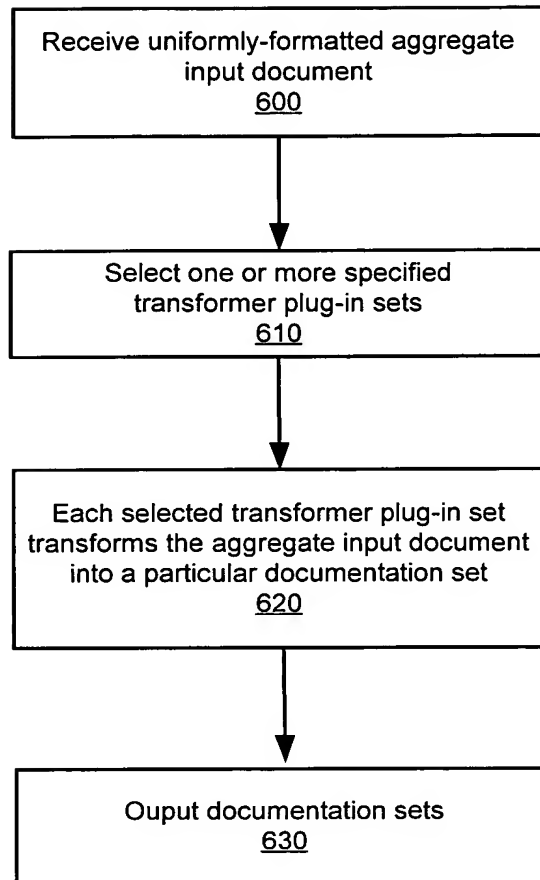 Receive uniformly-formatted aggregate
input document
600
Select one or more specified
transformer plug-in sets
610
Each selected transformer plug-in set
transforms the aggregate input document
into a particular documentation set
620
Ouput documentation sets
630